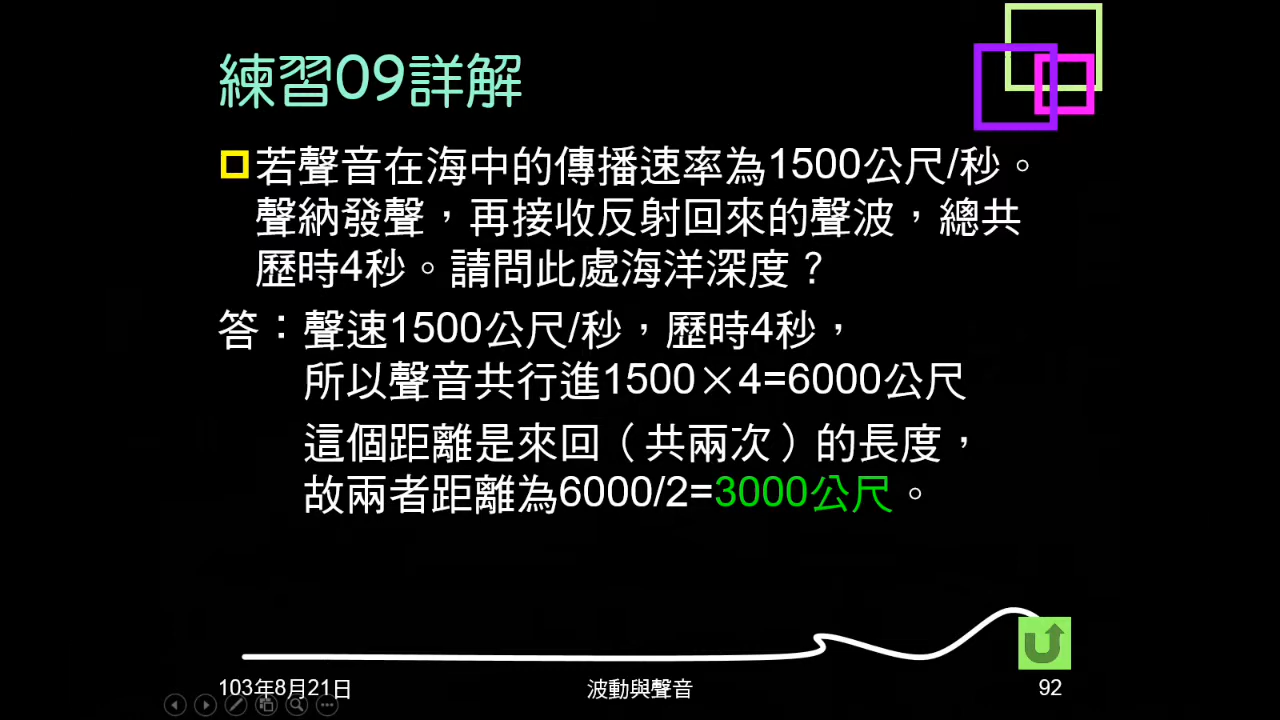 練習09詳解
若聲音在海中的傳播速率為1500公尺/秒。
聲納發聲，再接收反射回來的聲波，總共
歷時4秒。請問此處海洋深度？
答：聲速1500公尺/秒，歷時4秒，
所以聲音共行進1500×4=6000公尺
這個距離是來回（共兩次）的長度，
故兩者距離為6000/2=3000公尺。
103年8月21日
波動與聲音
92